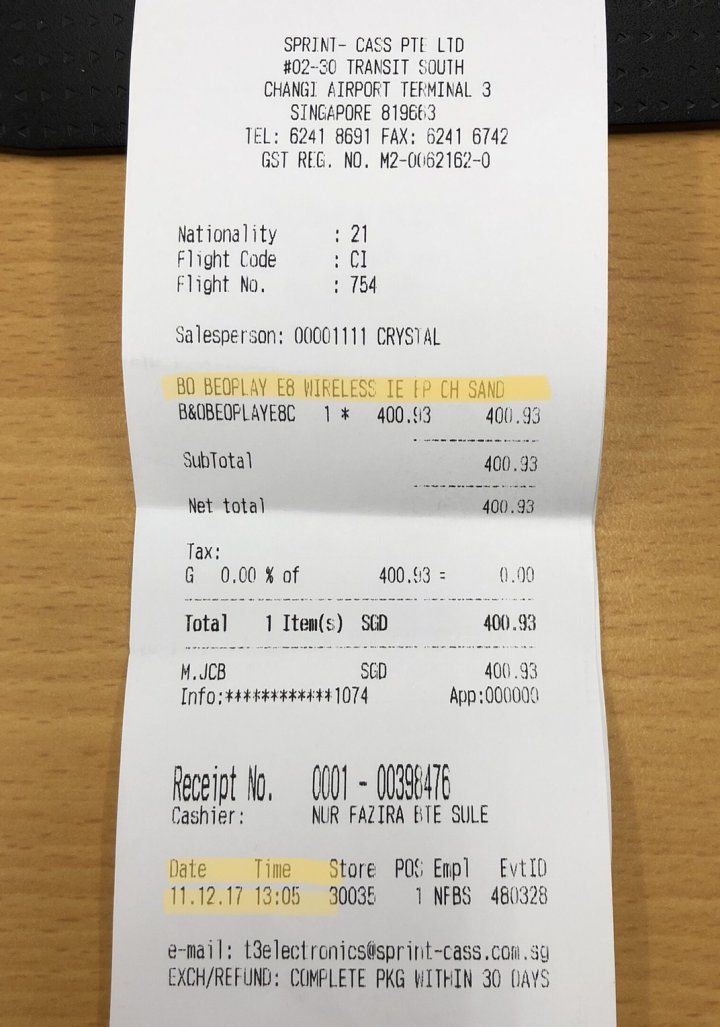 SPRINT- CASS PTE LTD
#02-30 TRANSIT SOUTH
CHANGI AIRPORT TERMINAL 3
SINGAPORE 819663
TEL: 6241 8691 FAX: 6241 6742
GST REG. NO. M2-0062162-0
Nationality : 21
Flight Code : CI
Flight No. : 754
Salesperson: 00001111 CRYSTAL
BO BEOPLAY E8 WIRELESS IE EP CH SAND
B&OBEOPLAYE8C 1 * 400.93 400.93
SubTotal 400.93
Net total 400.93
Tax:
G 0.00 % of 400.93 = 0.00
Total 1 Item(s) SGD 400.93
M.JCB SGD 400.93
Info:************1074 App:000000
Receipt No. 0001 - 00398476
Cashier: NUR FAZIRA BTE SULE
Date Time Store POS Empl EvtID
11.12.17 13:05 30035 1 NFBS 480328
e-mail: t3electronics@sprint-cass.com.sg
EXCH/REFUND: COMPLETE PKG WITHIN 30 DAYS